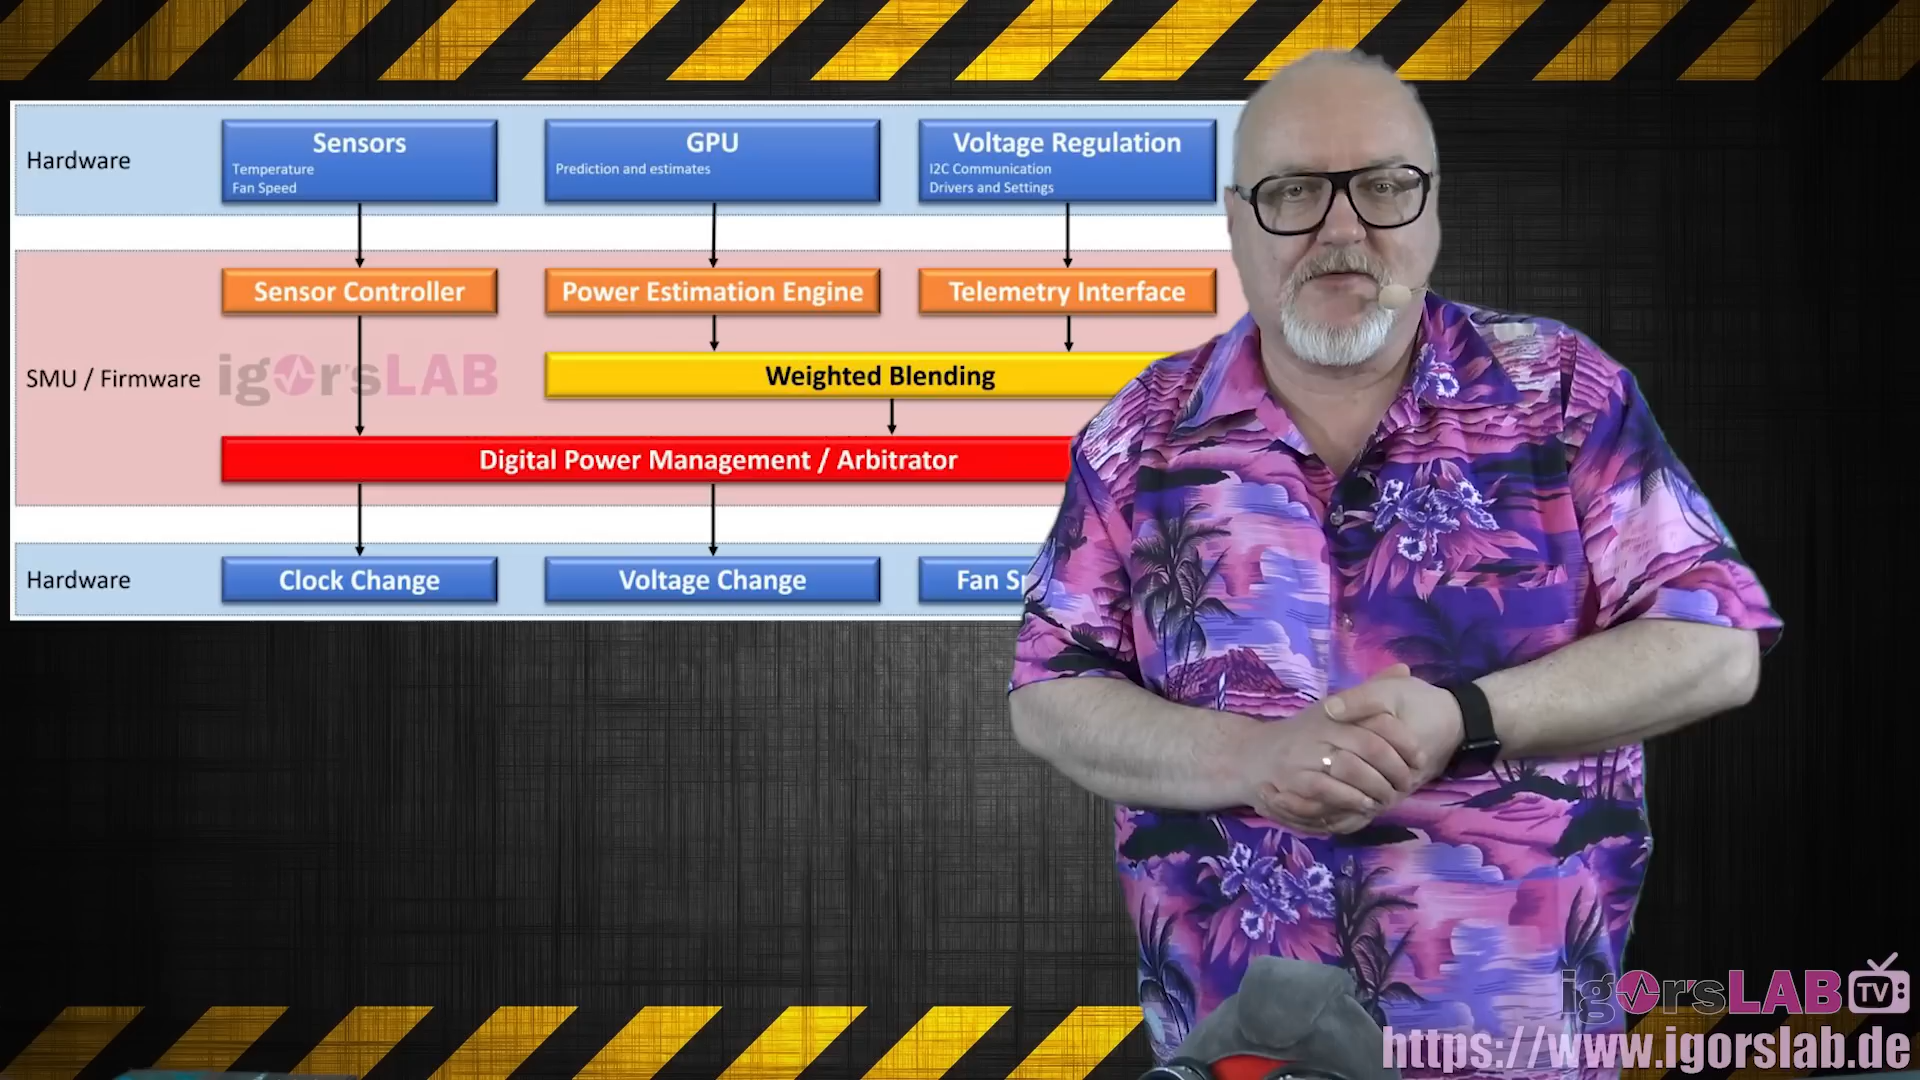 Hardware
Sensors
Temperature
Fan Speed
GPU
Prediction and estimates
Voltage Regulation
I2C Communication
Drivers and Settings
SMU / Firmware
Sensor Controller
Power Estimation Engine
Telemetry Interface
igorsLAB
Weighted Blending
Digital Power Management / Arbitrator
Hardware
Clock Change
Voltage Change
Fan
igorsLAB TV
https://www.igorslab.de